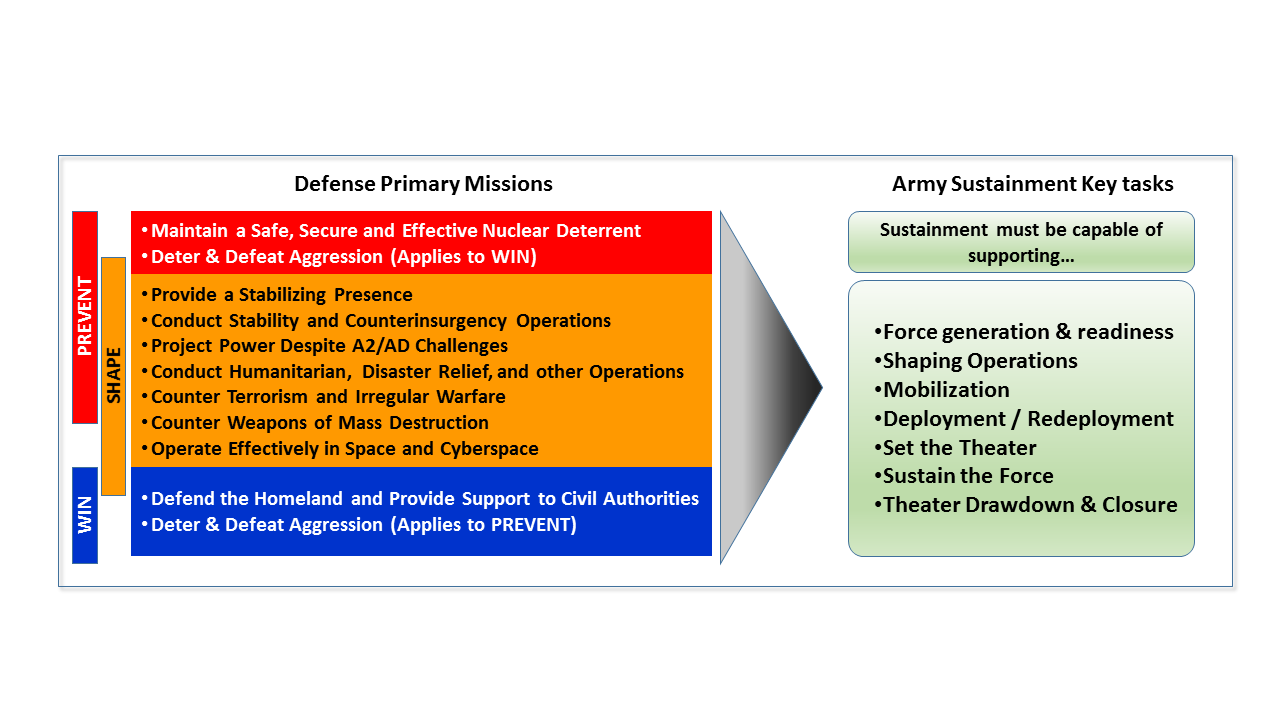 Defense Primary Missions
Army Sustainment Key tasks
PREVENT
SHAPE
WIN
•Maintain a Safe, Secure and Effective Nuclear Deterrent
•Deter & Defeat Aggression (Applies to WIN)
•Provide a Stabilizing Presence
•Conduct Stability and Counterinsurgency Operations
•Project Power Despite A2/AD Challenges
•Conduct Humanitarian, Disaster Relief, and other Operations
•Counter Terrorism and Irregular Warfare
•Counter Weapons of Mass Destruction
•Operate Effectively in Space and Cyberspace
•Defend the Homeland and Provide Support to Civil Authorities
•Deter & Defeat Aggression (Applies to PREVENT)
Sustainment must be capable of
supporting…
•Force generation & readiness
•Shaping Operations
•Mobilization
•Deployment / Redeployment
•Set the Theater
•Sustain the Force
•Theater Drawdown & Closure